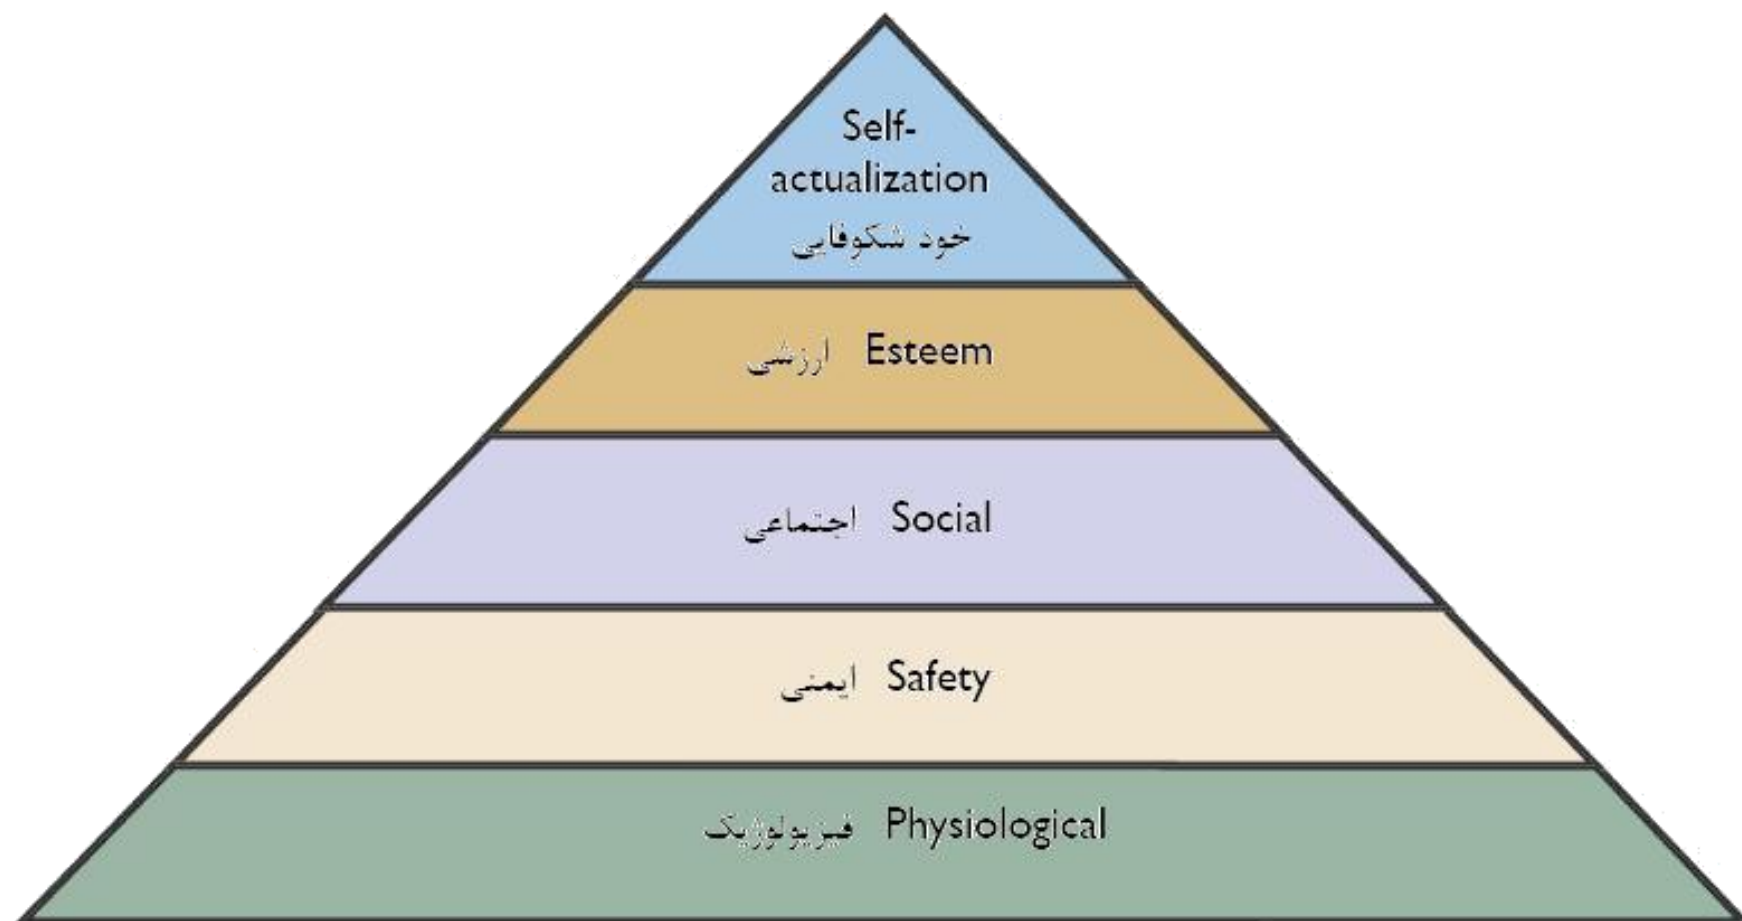 Self-
actualization
خود شکوفایی
ارزشی Esteem
اجتماعی Social
ایمنی Safety
فیزیولوژیک Physiological